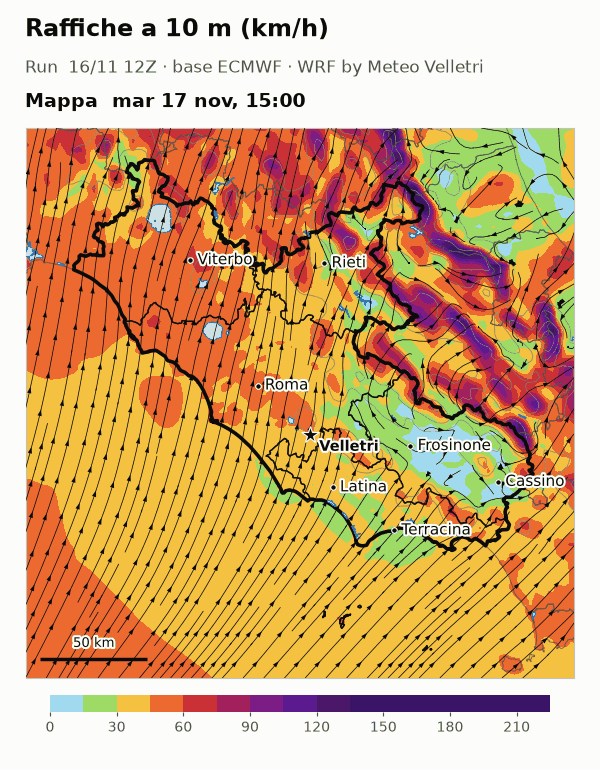 Raffiche a 10 m (km/h)
Run 16/11 12Z · base ECMWF · WRF by Meteo Velletri
Mappa mar 17 nov, 15:00
Viterbo
Rieti
Roma
Velletri
Frosinone
Cassino
Latina
Terracina
50 km
0 30 60 90 120 150 180 210